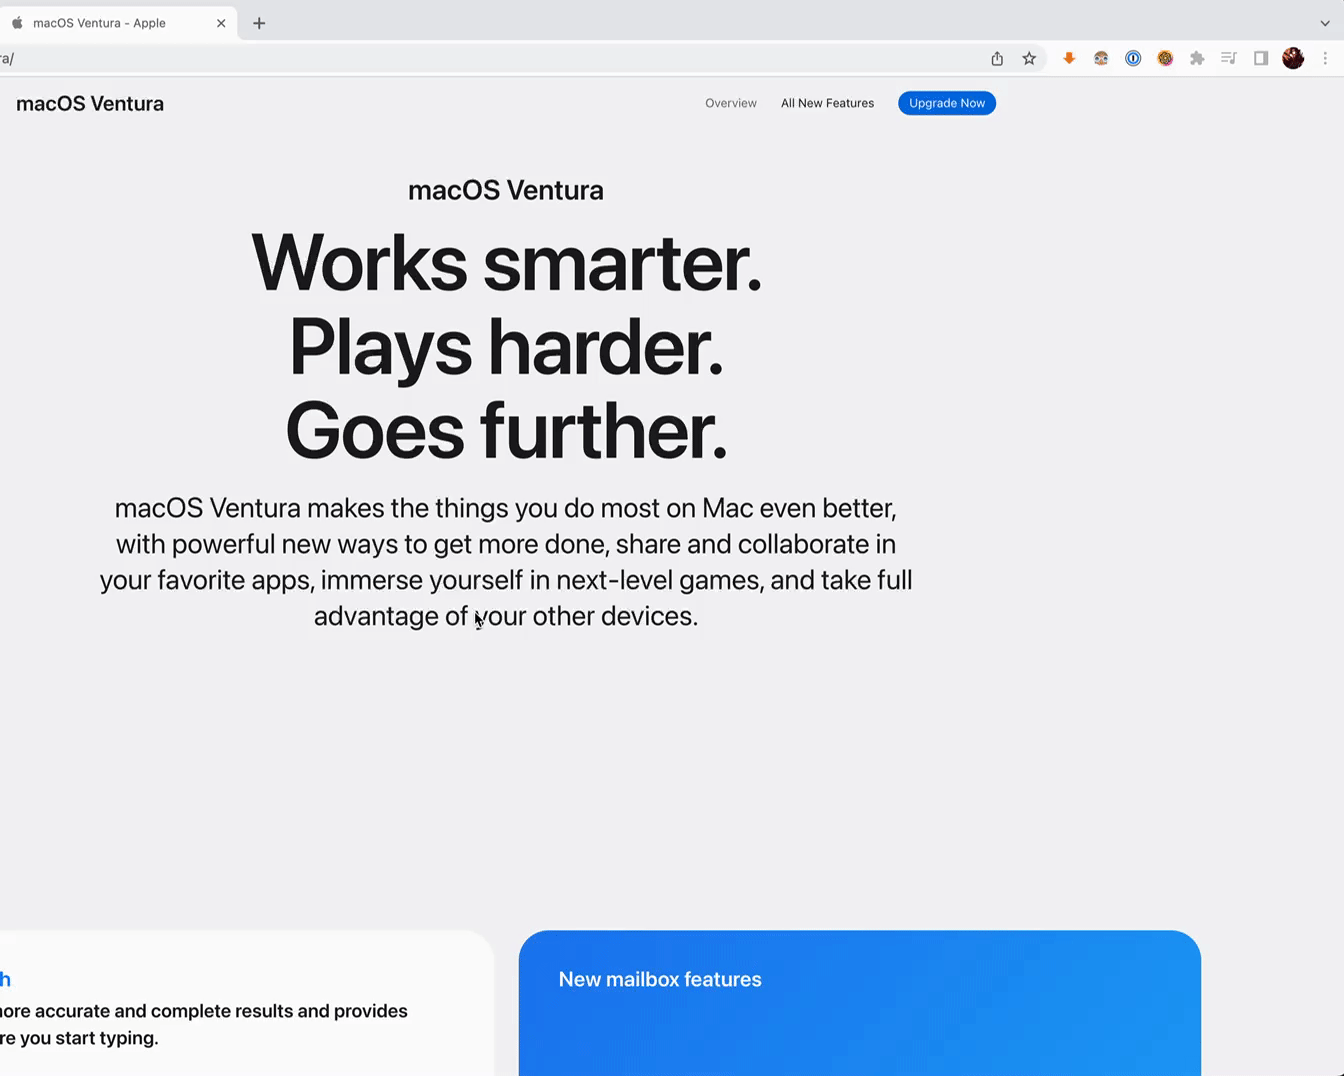 macOS Ventura - Apple
ra/
macOS Ventura
Overview
All New Features
Upgrade Now
macOS Ventura
Works smarter.
Plays harder.
Goes further.
macOS Ventura makes the things you do most on Mac even better,
with powerful new ways to get more done, share and collaborate in
your favorite apps, immerse yourself in next-level games, and take full
advantage of your other devices.
h
more accurate and complete results and provides
re you start typing.
New mailbox features